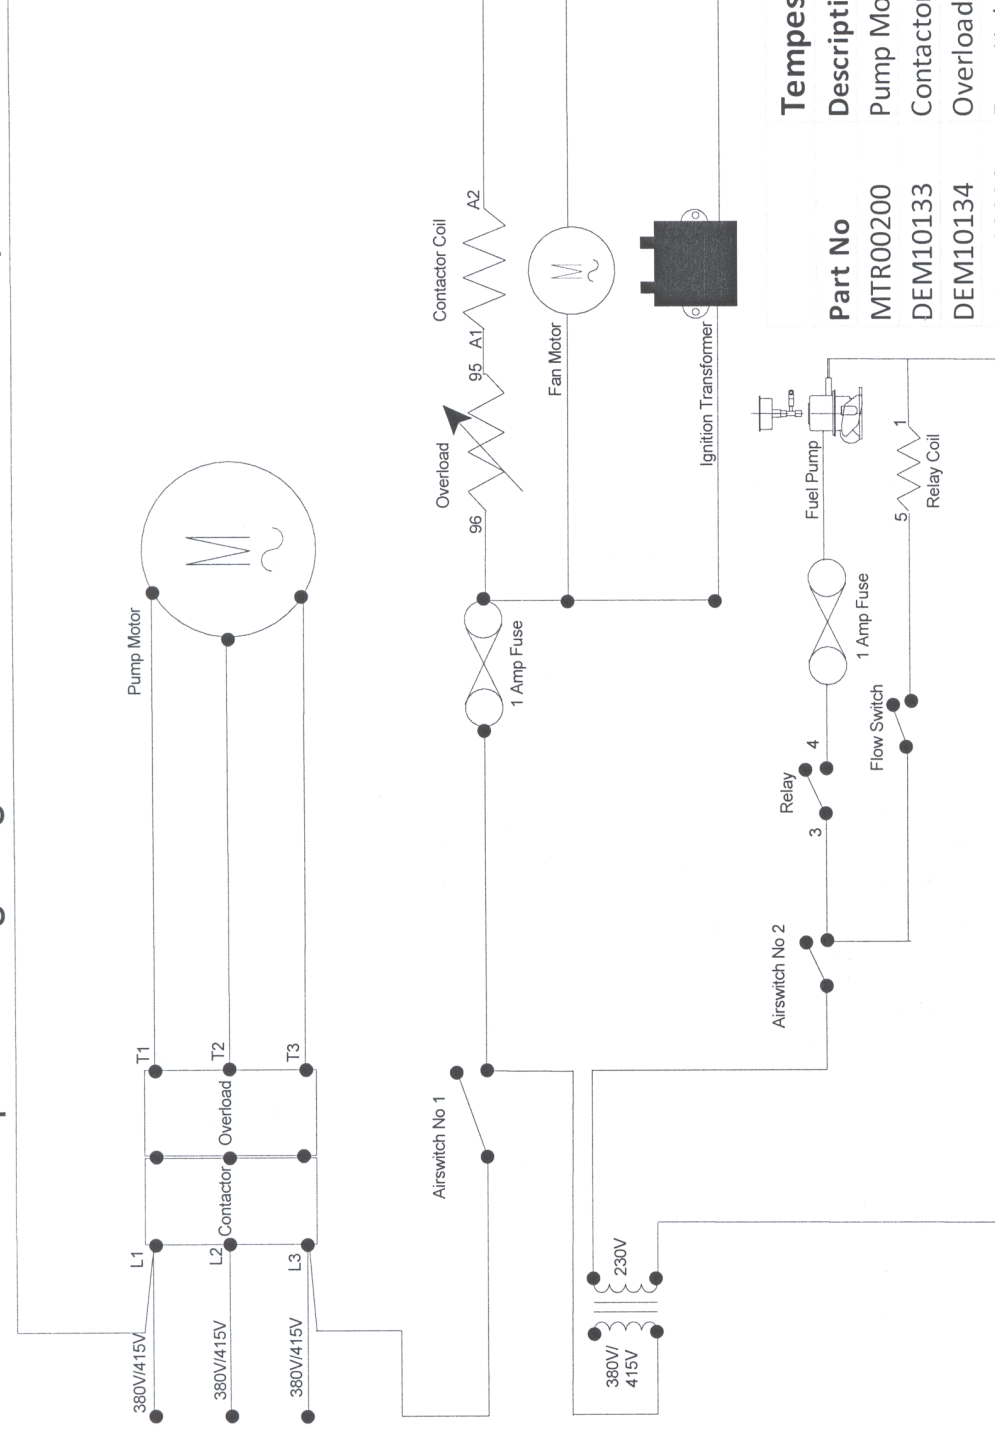 380V/415V
380V/415V
380V/415V
L1
L2
L3
Contactor
Overload
T1
T2
T3
Pump Motor
M
Airswitch No 1
1 Amp Fuse
96
Overload
95
A1
Contactor Coil
A2
Fan Motor
M
Ignition Transformer
380V/
415V
230V
Airswitch No 2
3
Relay
4
1 Amp Fuse
Fuel Pump
Flow Switch
5
1
Relay Coil
Tempes
Part No Descripti
MTR00200 Pump Mo
DEM10133 Contactor
DEM10134 Overload